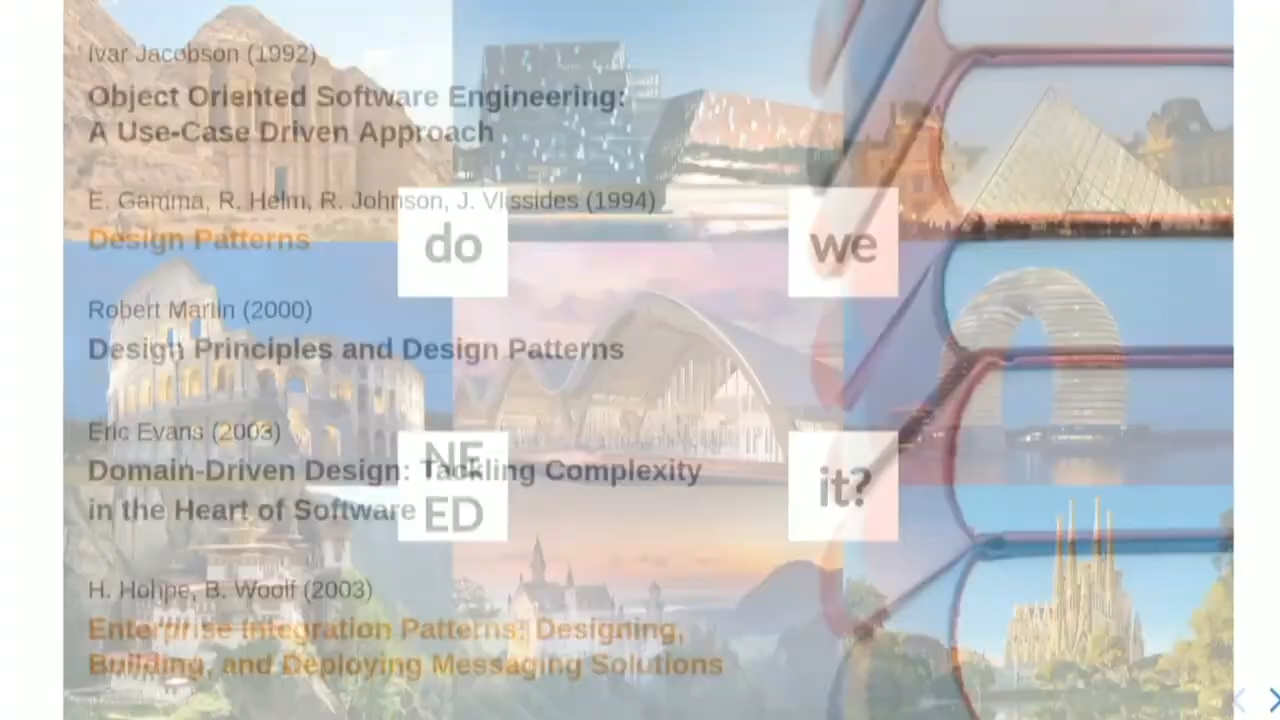 Ivar Jacobson (1992)
Object Oriented Software Engineering:
A Use-Case Driven Approach
E. Gamma, R. Helm, R. Johnson, J. Vlissides (1994)
Design Patterns
do
we
Robert Martin (2000)
Design Principles and Design Patterns
Eric Evans (2003)
Domain-Driven Design: Tackling Complexity
in the Heart of Software
NE
ED
it?
H. Hohpe, B. Woolf (2003)
Enterprise Integration Patterns: Designing,
Building, and Deploying Messaging Solutions